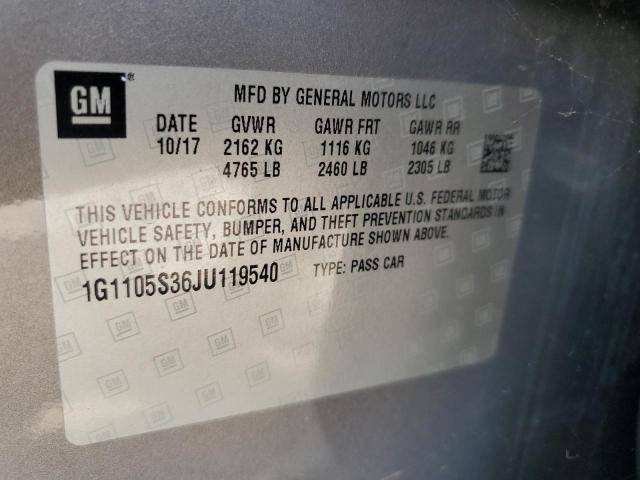 GM ®
MFD BY GENERAL MOTORS LLC
DATE GVWR GAWR FRT GAWR RR
10/17 2162 KG 1116 KG 1046 KG
4765 LB 2460 LB 2305 LB
THIS VEHICLE CONFORMS TO ALL APPLICABLE U.S. FEDERAL MOTOR
VEHICLE SAFETY, BUMPER, AND THEFT PREVENTION STANDARDS IN
EFFECT ON THE DATE OF MANUFACTURE SHOWN ABOVE.
1G1105S36JU119540 TYPE: PASS CAR